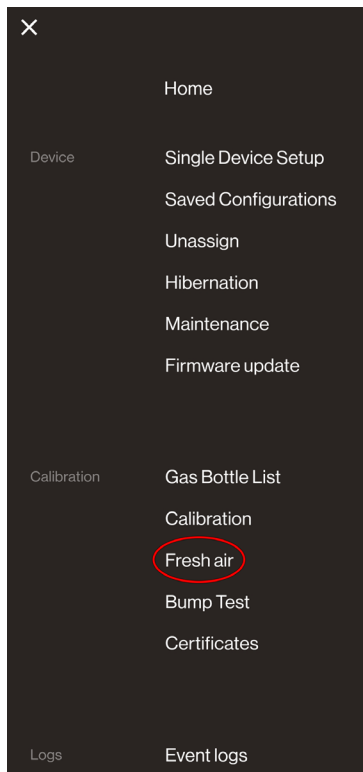 Home
Device Single Device Setup
Saved Configurations
Unassign
Hibernation
Maintenance
Firmware update
Calibration Gas Bottle List
Calibration
Fresh air
Bump Test
Certificates
Logs Event logs